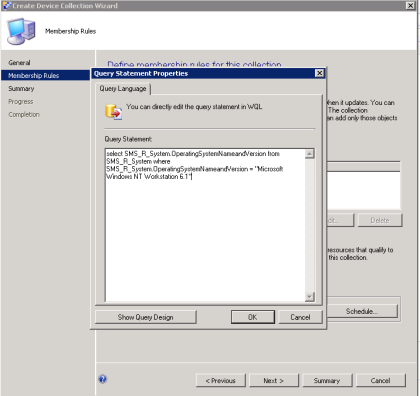 Create Device Collection Wizard
Membership Rules
General
Membership Rules
Summary
Progress
Completion
Define membership rules for this collection
Query Statement Properties
Query Language
You can directly edit the query statement in WQL
Query Statement:
select SMS_R_System.OperatingSystemNameandVersion from
SMS_R_System where
SMS_R_System.OperatingSystemNameandVersion = "Microsoft
Windows NT Workstation 6.1"
Show Query Design
OK
Cancel
when it updates. You can
The collection
an add only those objects
Delete
resources that qualify to
this collection.
Schedule...
< Previous
Next >
Summary
Cancel